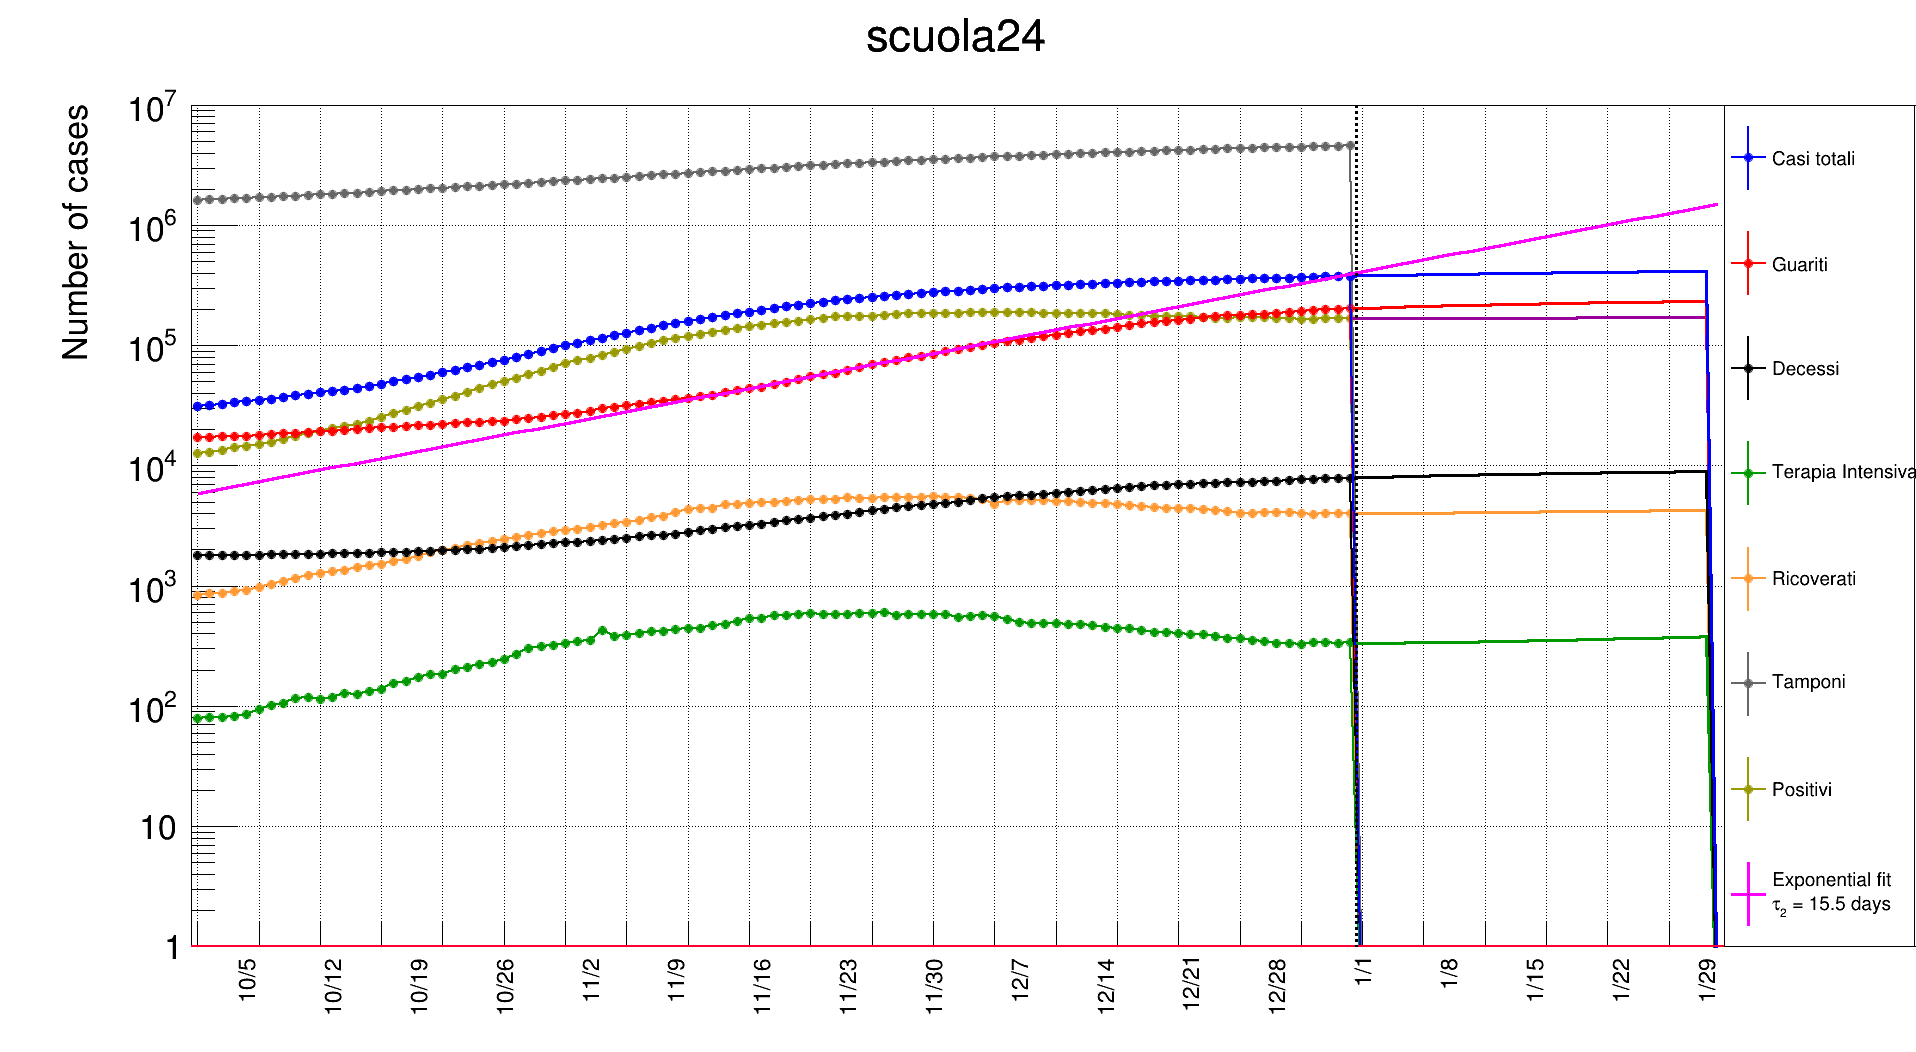 scuola24
Number of cases
10^7
10^6
10^5
10^4
10^3
10^2
10
1
10/5
10/12
10/19
10/26
11/2
11/9
11/16
11/23
11/30
12/7
12/14
12/21
12/28
1/1
1/8
1/15
1/22
1/29
Casi totali
Guariti
Decessi
Terapia Intensiva
Ricoverati
Tamponi
Positivi
Exponential fit
τ_2 = 15.5 days